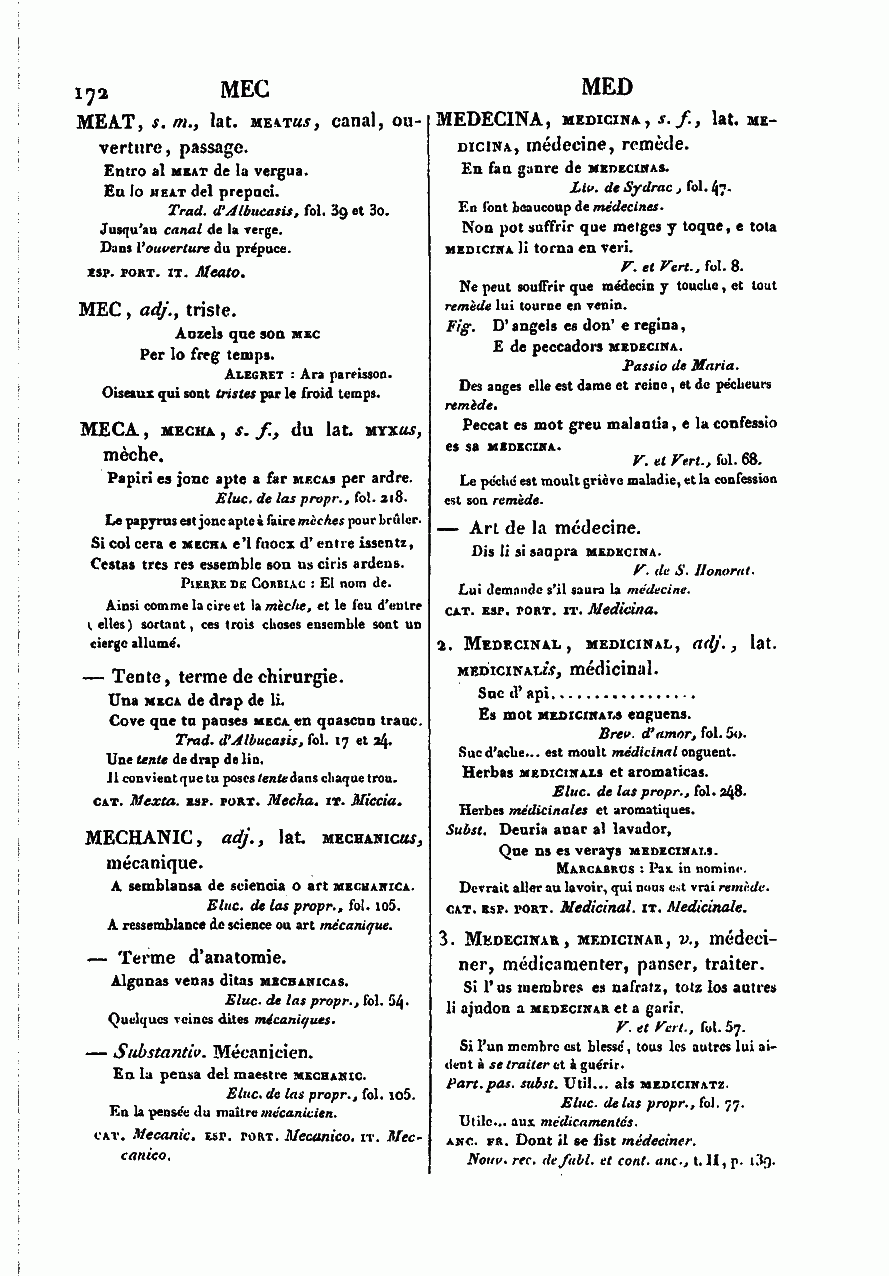 172 MEC MED
MEAT, s. m., lat. MEATus, canal, ou-
verture, passage.
Entro al MEAT de la vergua.
En lo MEAT del prepuci.
Trad. d'Albucasis, fol. 39 et 30.
Jusqu'au canal de la verge.
Dans l'ouverture du prépuce.
ESP. PORT. IT. Meato.
MEC, adj., triste.
Auzels que son MEC
Per lo freg temps.
ALEGRET : Ara pareisson.
Oiseaux qui sont tristes par le froid temps.
MECA, MECHA, s. f., du lat. MYXus,
mèche.
Papiri es jonc apte a far MECAS per ardre.
Eluc. de las propr., fol. 218.
Le papyrus est jonc apte à faire mèches pour brûler.
Si col cera e MECHA e'l fuocx d'entre issentz,
Cestas tres res essemble son us ciris ardens.
PIERRE DE CORBIAC : El nom de.
Ainsi comme la cire et la mèche, et le feu d'entre
( elles) sortant, ces trois choses ensemble sont un
cierge allumé.
— Tente, terme de chirurgie.
Una MECA de drap de li.
Cove que tu pauses MECA en quascun trauc.
Trad. d'Albucasis, fol. 17 et 24.
Une tente de drap de lin.
Il convient que tu poses tente dans chaque trou.
CAT. Mexta. ESP. PORT. Mecha. IT. Miccia.
MECHANIC, adj., lat. MECHANICus,
mécanique.
A semblansa de sciencia o art MECHANICA.
Eluc. de las propr., fol. 105.
A ressemblance de science ou art mécanique.
— Terme d'anatomie.
Algunas venas ditas MECHANICAS.
Eluc. de las propr., fol. 54.
Quelques veines dites mécaniques.
— Substantiv. Mécanicien.
En la pensa del maestre MECHANIC.
Eluc. de las propr., fol. 105.
En la pensée du maître mécanicien.
CAT. Mecanic. ESP. PORT. Mecanico. IT. Mec-
canico.
MEDECINA, MEDICINA, s. f., lat. ME-
DICINA, médecine, remède.
En fan ganre de MEDECINAS.
Liv. de Sydrac, fol. 47.
En font beaucoup de médecines.
Non pot suffrir que metges y toque, e tota
MEDICINA li torna en veri.
V. et Vert., fol. 8.
Ne peut souffrir que médecin y touche, et tout
remède lui tourne en venin.
Fig. D'angels es don' e regina,
E de peccadors MEDECINA.
Passio de Maria.
Des anges elle est dame et reine, et de pécheurs
remède.
Peccat es mot greu malantia, e la confessio
es sa MEDECINA.
V. et Vert., fol. 68.
Le péché est moult griève maladie, et la confession
est son remède.
— Art de la médecine.
Dis li si saupra MEDECINA.
V. de S. Honorat.
Lui demande s'il saura la médecine.
CAT. ESP. PORT. IT. Medicina.
2. MEDECINAL, MEDICINAL, adj., lat.
MEDICINALis, médicinal.
Suc d'api.................
Es mot MEDICINALS enguens.
Brev. d'amor, fol. 50.
Suc d'ache... est moult médicinal onguent.
Herbas MEDICINALS et aromaticas.
Eluc. de las propr., fol. 248.
Herbes médicinales et aromatiques.
Subst. Deuria anar al lavador,
Que ns es verays MEDECINALS.
MARCABRUS : Pax in nomine.
Devrait aller au lavoir, qui nous est vrai remède.
CAT. ESP. PORT. Medicinal. IT. Medicinale.
3. MEDECINAR, MEDICINAR, v., médeci-
ner, médicamenter, panser, traiter.
Si l'us membres es nafratz, totz los autres
li ajudon a MEDECINAR et a garir.
V. et Vert., fol. 57.
Si l'un membre est blessé, tous les autres lui ai-
dent à se traiter et à guérir.
Part. pas. subst. Util... als MEDICINATZ.
Eluc. de las propr., fol. 77.
Utile... aux médicamentés.
ANC. FR. Dont il se fist médeciner.
Nouv. rec. de fabl. et cont. anc., t. II, p. 139.